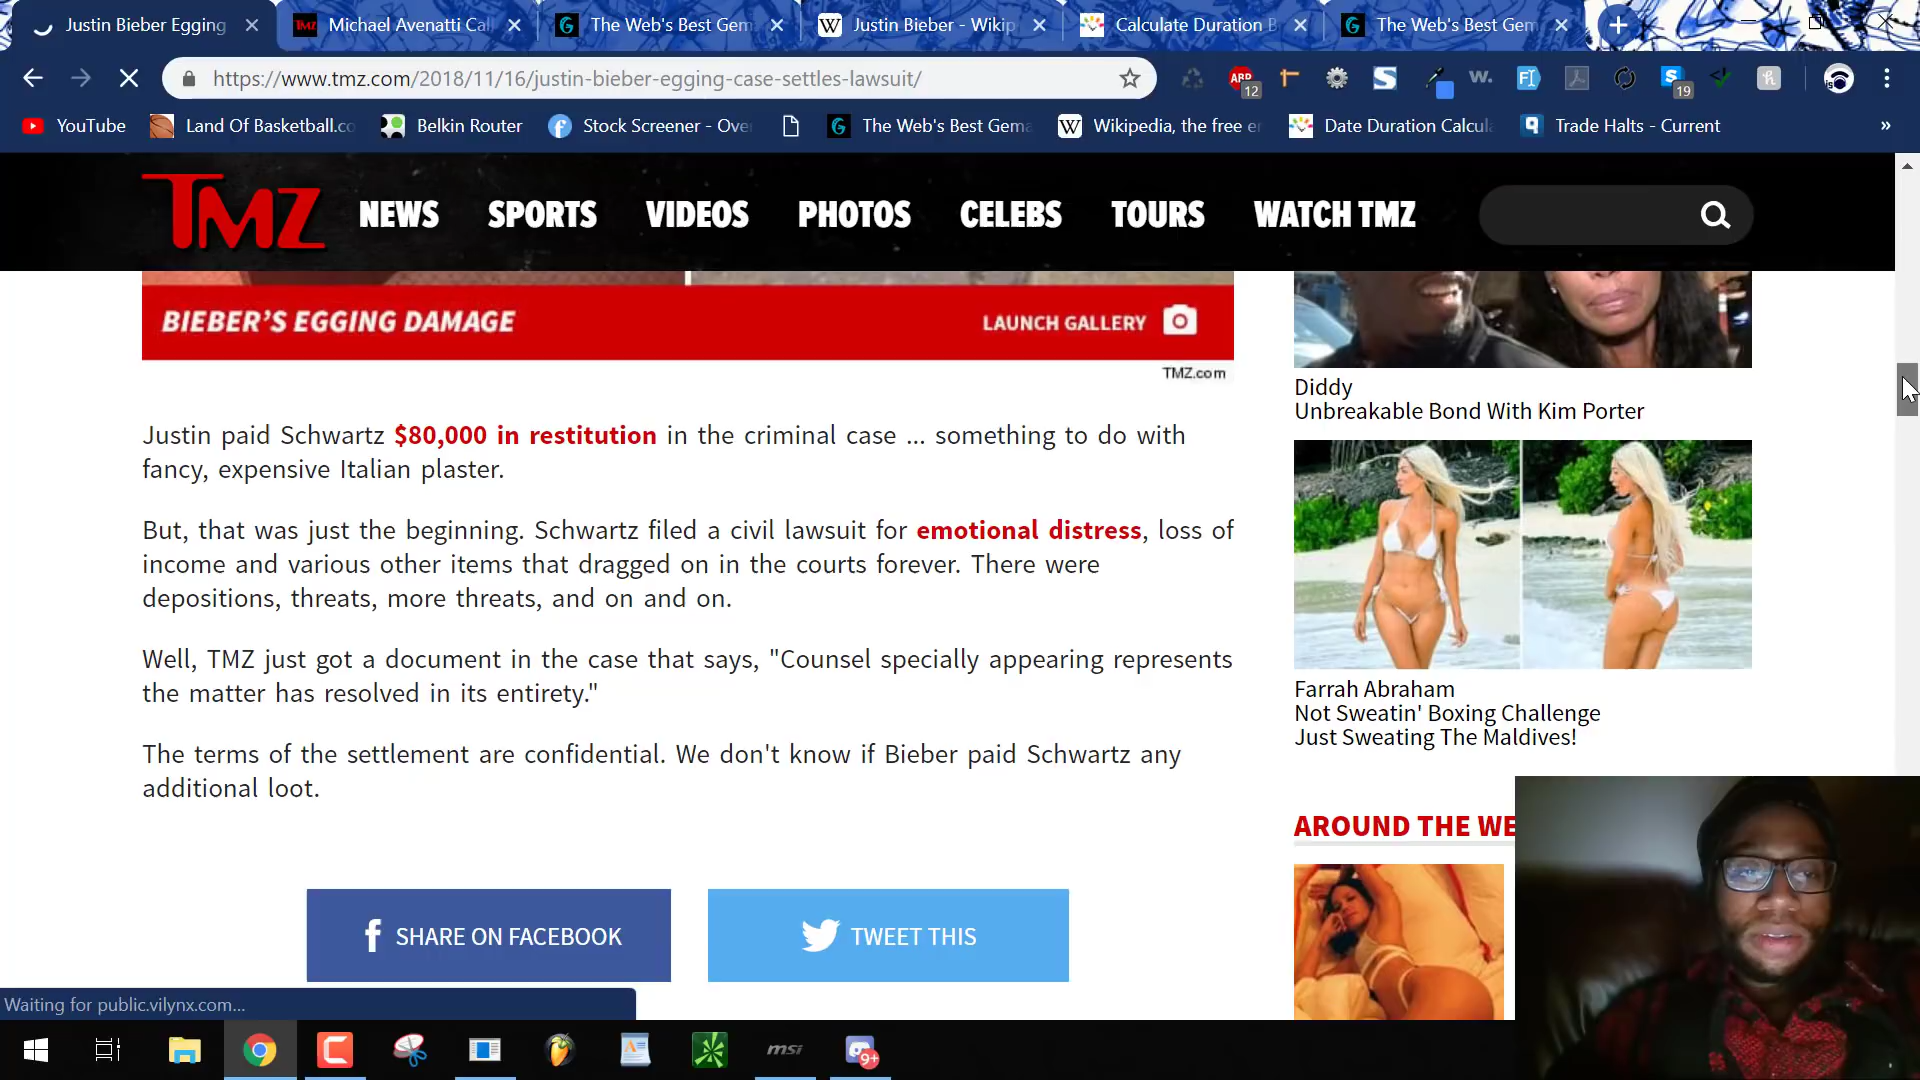 Justin Bieber Egging
TMZ Michael Avenatti Cal
The Web's Best Gem
W Justin Bieber - Wikip
Calculate Duration B
The Web's Best Gem
https://www.tmz.com/2018/11/16/justin-bieber-egging-case-settles-lawsuit/
ABP
12
S
w.
FI
S
19
h
YouTube
Land Of Basketball.co
Belkin Router
Stock Screener - Ove
The Web's Best Gema
W Wikipedia, the free e
Date Duration Calcul
Trade Halts - Current
»
TMZ
NEWS
SPORTS
VIDEOS
PHOTOS
CELEBS
TOURS
WATCH TMZ
BIEBER'S EGGING DAMAGE
LAUNCH GALLERY
TMZ.com
Justin paid Schwartz $80,000 in restitution in the criminal case ... something to do with
fancy, expensive Italian plaster.
But, that was just the beginning. Schwartz filed a civil lawsuit for emotional distress, loss of
income and various other items that dragged on in the courts forever. There were
depositions, threats, more threats, and on and on.
Well, TMZ just got a document in the case that says, "Counsel specially appearing represents
the matter has resolved in its entirety."
The terms of the settlement are confidential. We don't know if Bieber paid Schwartz any
additional loot.
SHARE ON FACEBOOK
TWEET THIS
Diddy
Unbreakable Bond With Kim Porter
Farrah Abraham
Not Sweatin' Boxing Challenge
Just Sweating The Maldives!
AROUND THE WE
Waiting for public.vilynx.com...
msi
9+